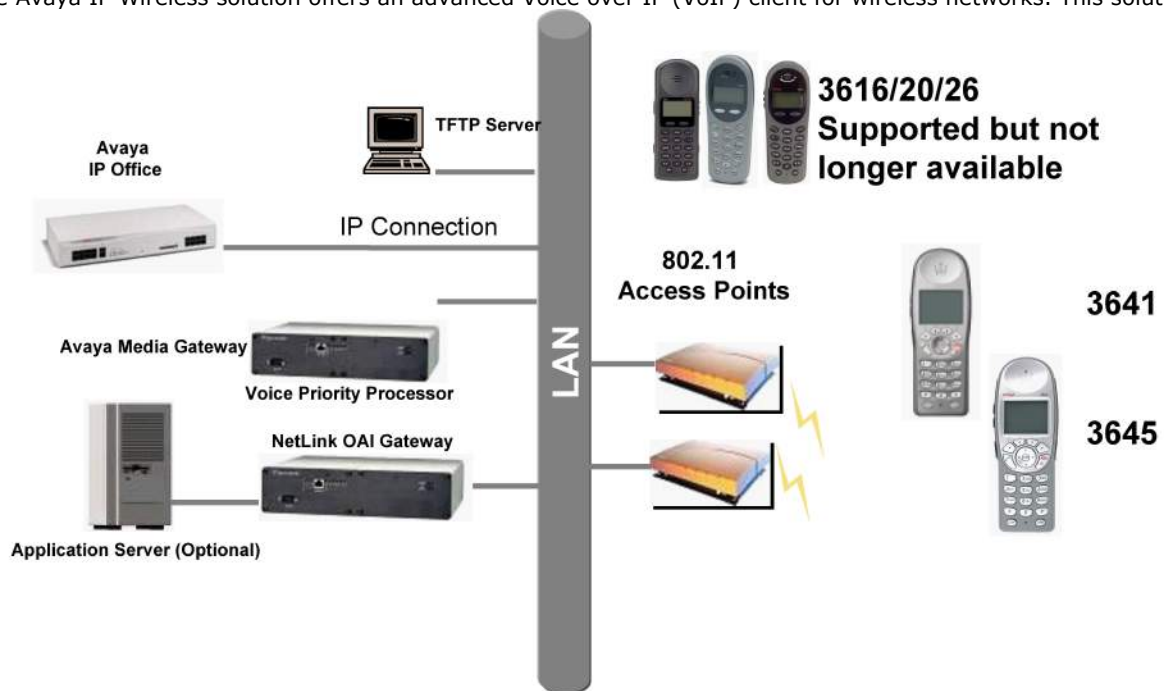 Avaya IP Wireless solution offers an advanced Voice over IP (VoIP) client for wireless networks. This
TFTP Server
Avaya
IP Office
IP Connection
3616/20/26
Supported but not
longer available
802.11
Access Points
3641
LAN
Avaya Media Gateway
Voice Priority Processor
3645
NetLink OAI Gateway
Application Server (Optional)